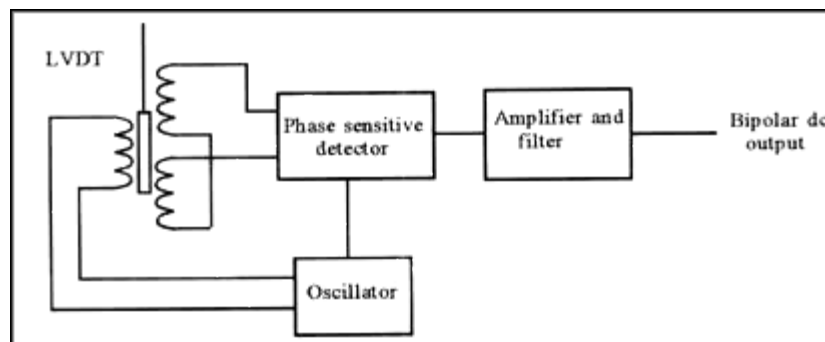 LVDT
Phase sensitive
detector
Amplifier and
filter
Bipolar dc
output
Oscillator